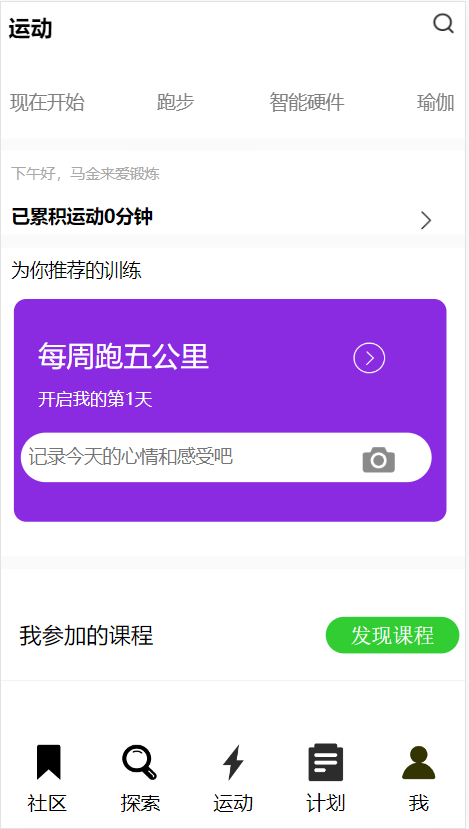 运动
现在开始 跑步 智能硬件 瑜伽
下午好，马金来爱锻炼
已累积运动0分钟
为你推荐的训练
每周跑五公里
开启我的第1天
记录今天的心情和感受吧
我参加的课程 发现课程
社区 探索 运动 计划 我